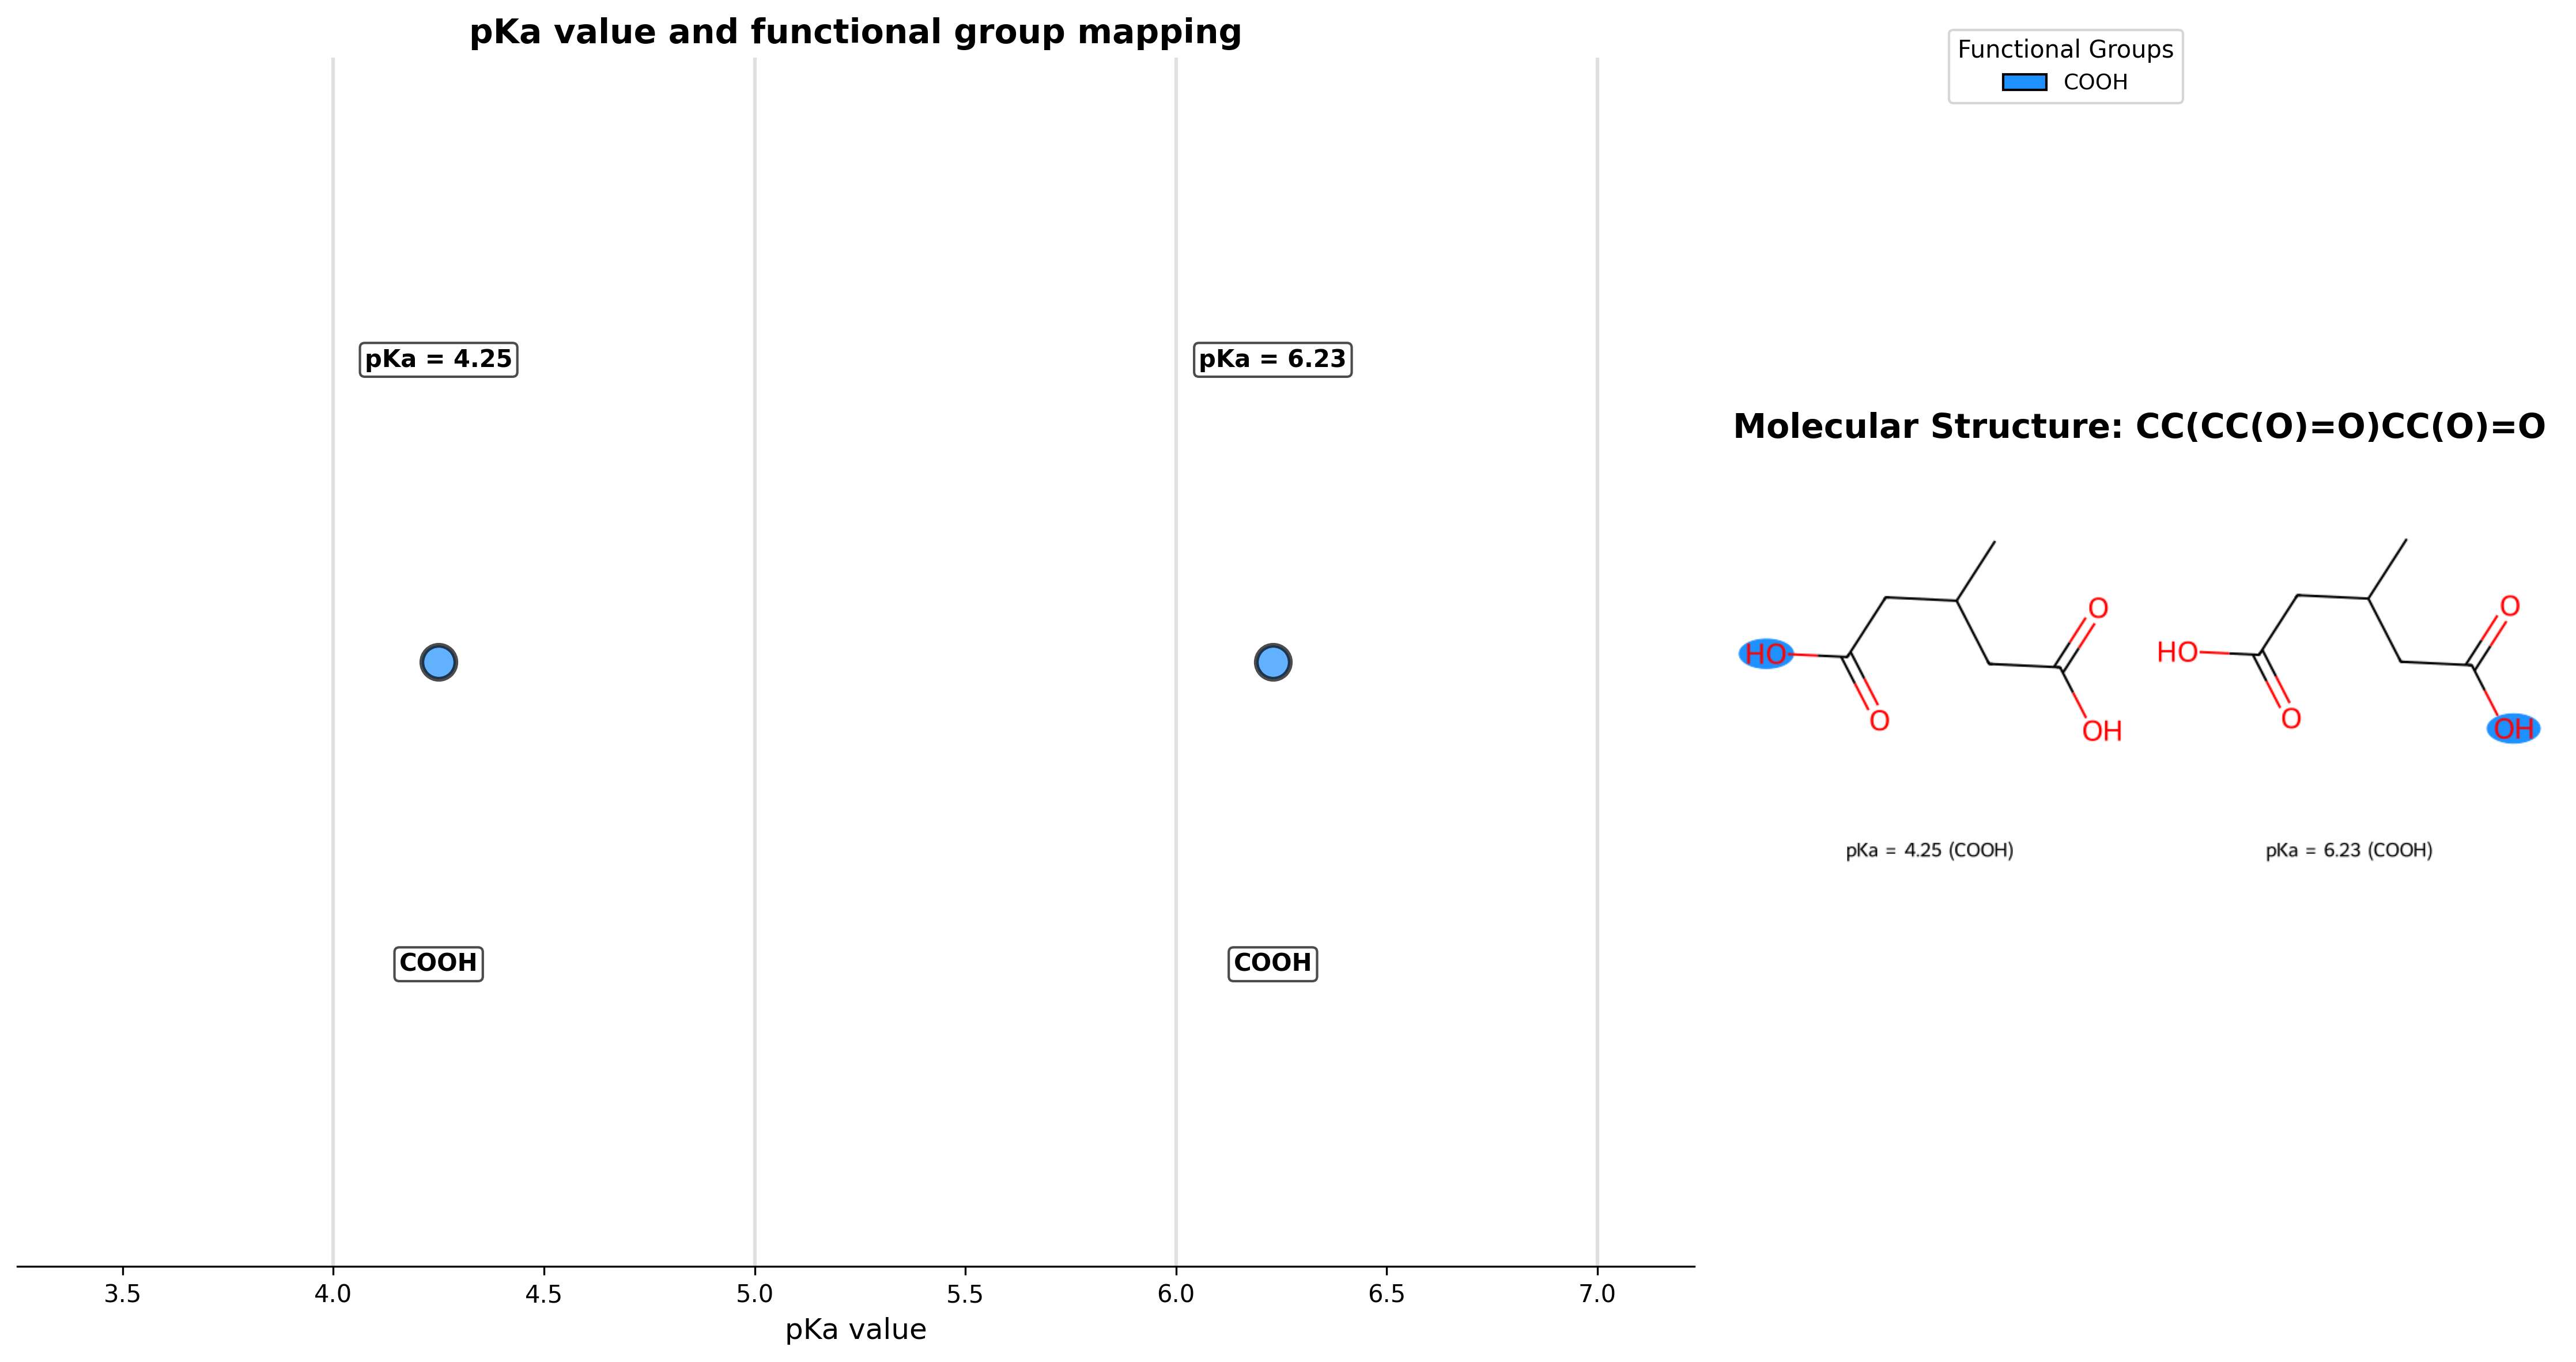 pKa value and functional group mapping
pKa = 4.25
pKa = 6.23
COOH
COOH
3.5
4.0
4.5
5.0
5.5
6.0
6.5
7.0
pKa value
Functional Groups
COOH
Molecular Structure: CC(CC(O)=O)CC(O)=O
HO
O
O
OH
HO
O
O
OH
pKa = 4.25 (COOH)
pKa = 6.23 (COOH)